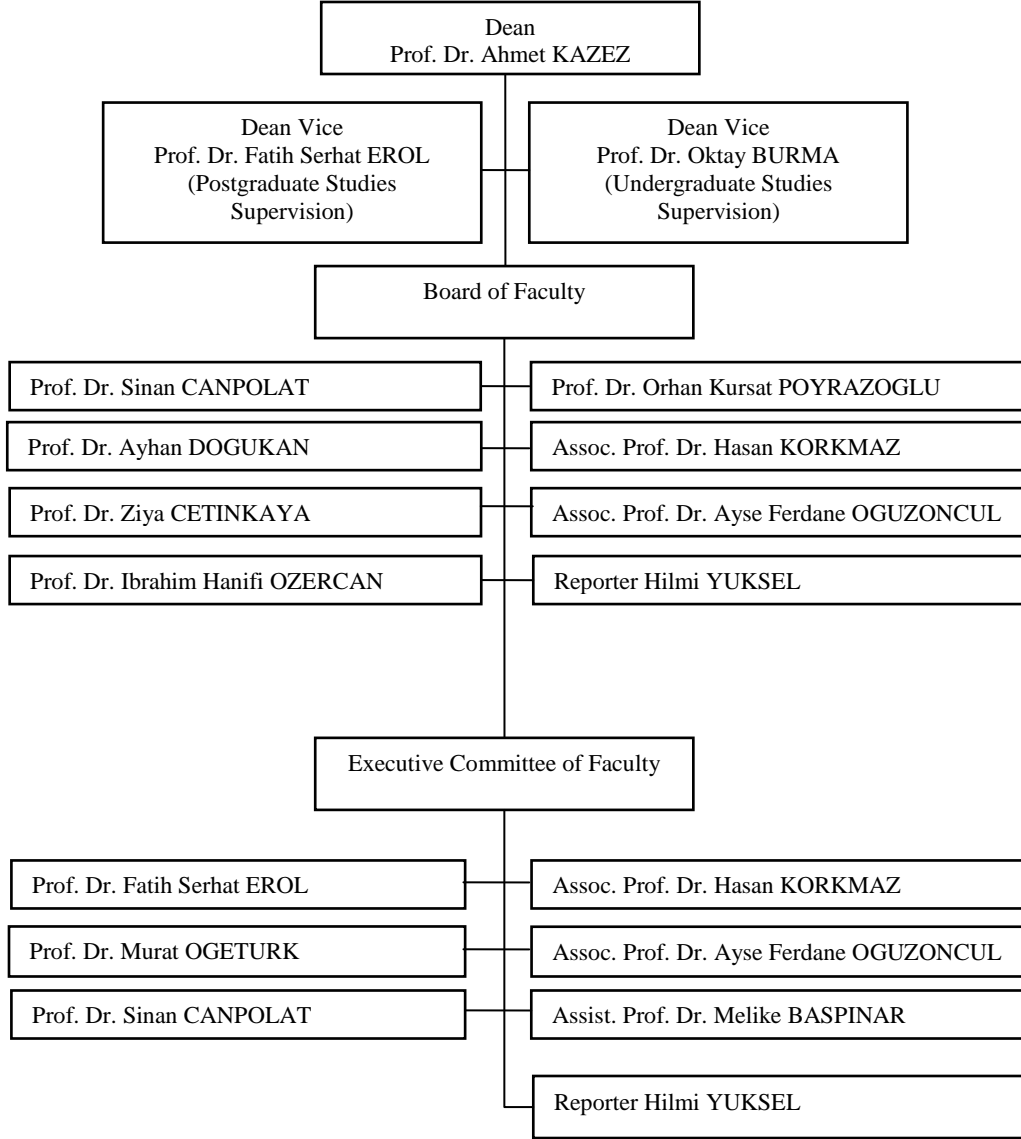 Dean
Prof. Dr. Ahmet KAZEZ
Dean Vice
Prof. Dr. Fatih Serhat EROL
(Postgraduate Studies
Supervision)
Dean Vice
Prof. Dr. Oktay BURMA
(Undergraduate Studies
Supervision)
Board of Faculty
Prof. Dr. Sinan CANPOLAT
Prof. Dr. Orhan Kursat POYRAZOGLU
Prof. Dr. Ayhan DOGUKAN
Assoc. Prof. Dr. Hasan KORKMAZ
Prof. Dr. Ziya CETINKAYA
Assoc. Prof. Dr. Ayse Ferdane OGUZONCUL
Prof. Dr. Ibrahim Hanifi OZERCAN
Reporter Hilmi YUKSEL
Executive Committee of Faculty
Prof. Dr. Fatih Serhat EROL
Assoc. Prof. Dr. Hasan KORKMAZ
Prof. Dr. Murat OGETURK
Assoc. Prof. Dr. Ayse Ferdane OGUZONCUL
Prof. Dr. Sinan CANPOLAT
Assist. Prof. Dr. Melike BASPINAR
Reporter Hilmi YUKSEL